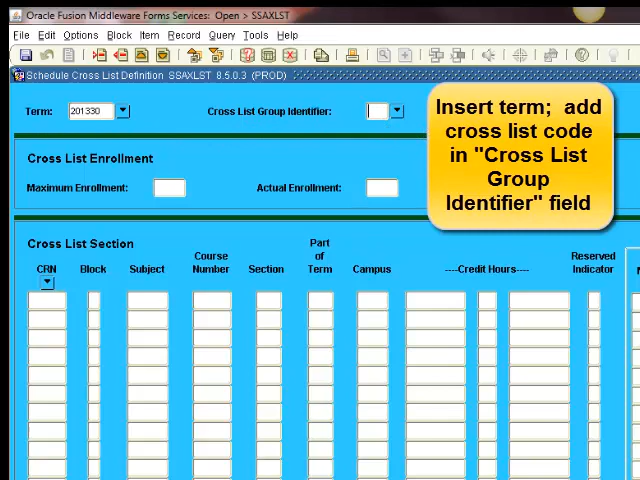 Oracle Fusion Middleware Forms Services: Open > SSAXLST
File Edit Options Block Item Record Query Tools Help
Schedule Cross List Definition SSAXLST 8.5.0.3 (PROD)
Term: 201330 Cross List Group Identifier:
Insert term; add
cross list code
in "Cross List
Group
Identifier" field
Cross List Enrollment
Maximum Enrollment: Actual Enrollment:
Cross List Section
CRN Block Subject Course Number Section Part of Term Campus ----Credit Hours---- Reserved Indicator